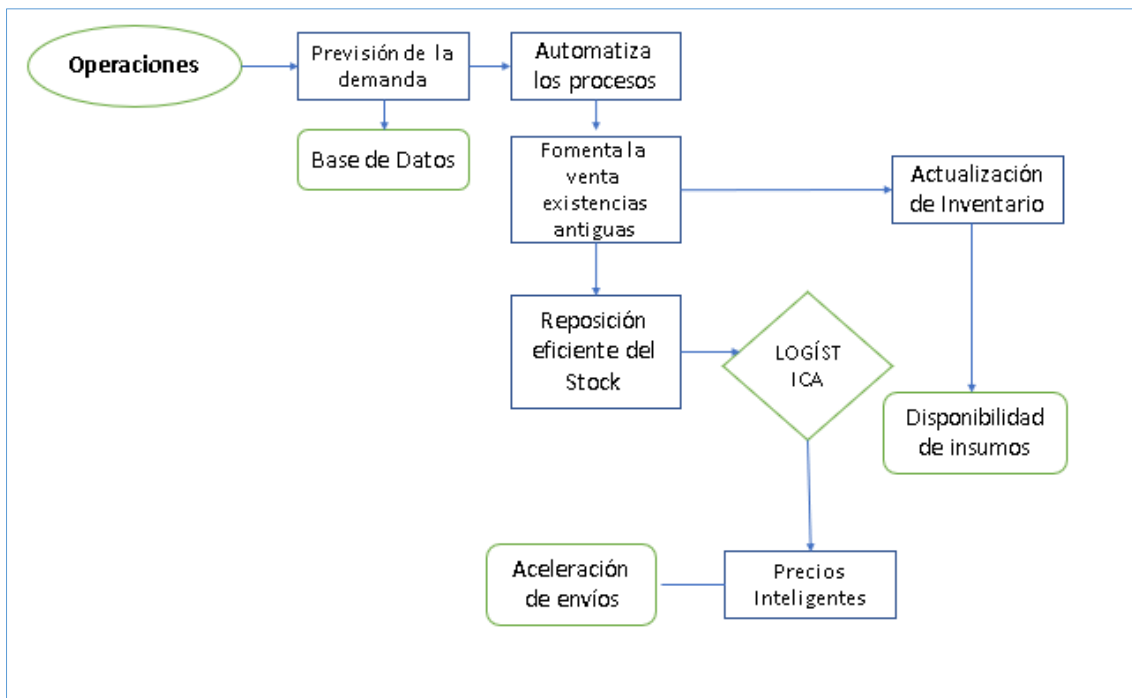 Operaciones
Previsión de la
demanda
Automatiza
los procesos
Base de Datos
Fomenta la
venta
existencias
antiguas
Actualización
de Inventario
Reposición
eficiente del
Stock
LOGÍST
ICA
Disponibilidad
de insumos
Aceleración
de envíos
Precios
Inteligentes